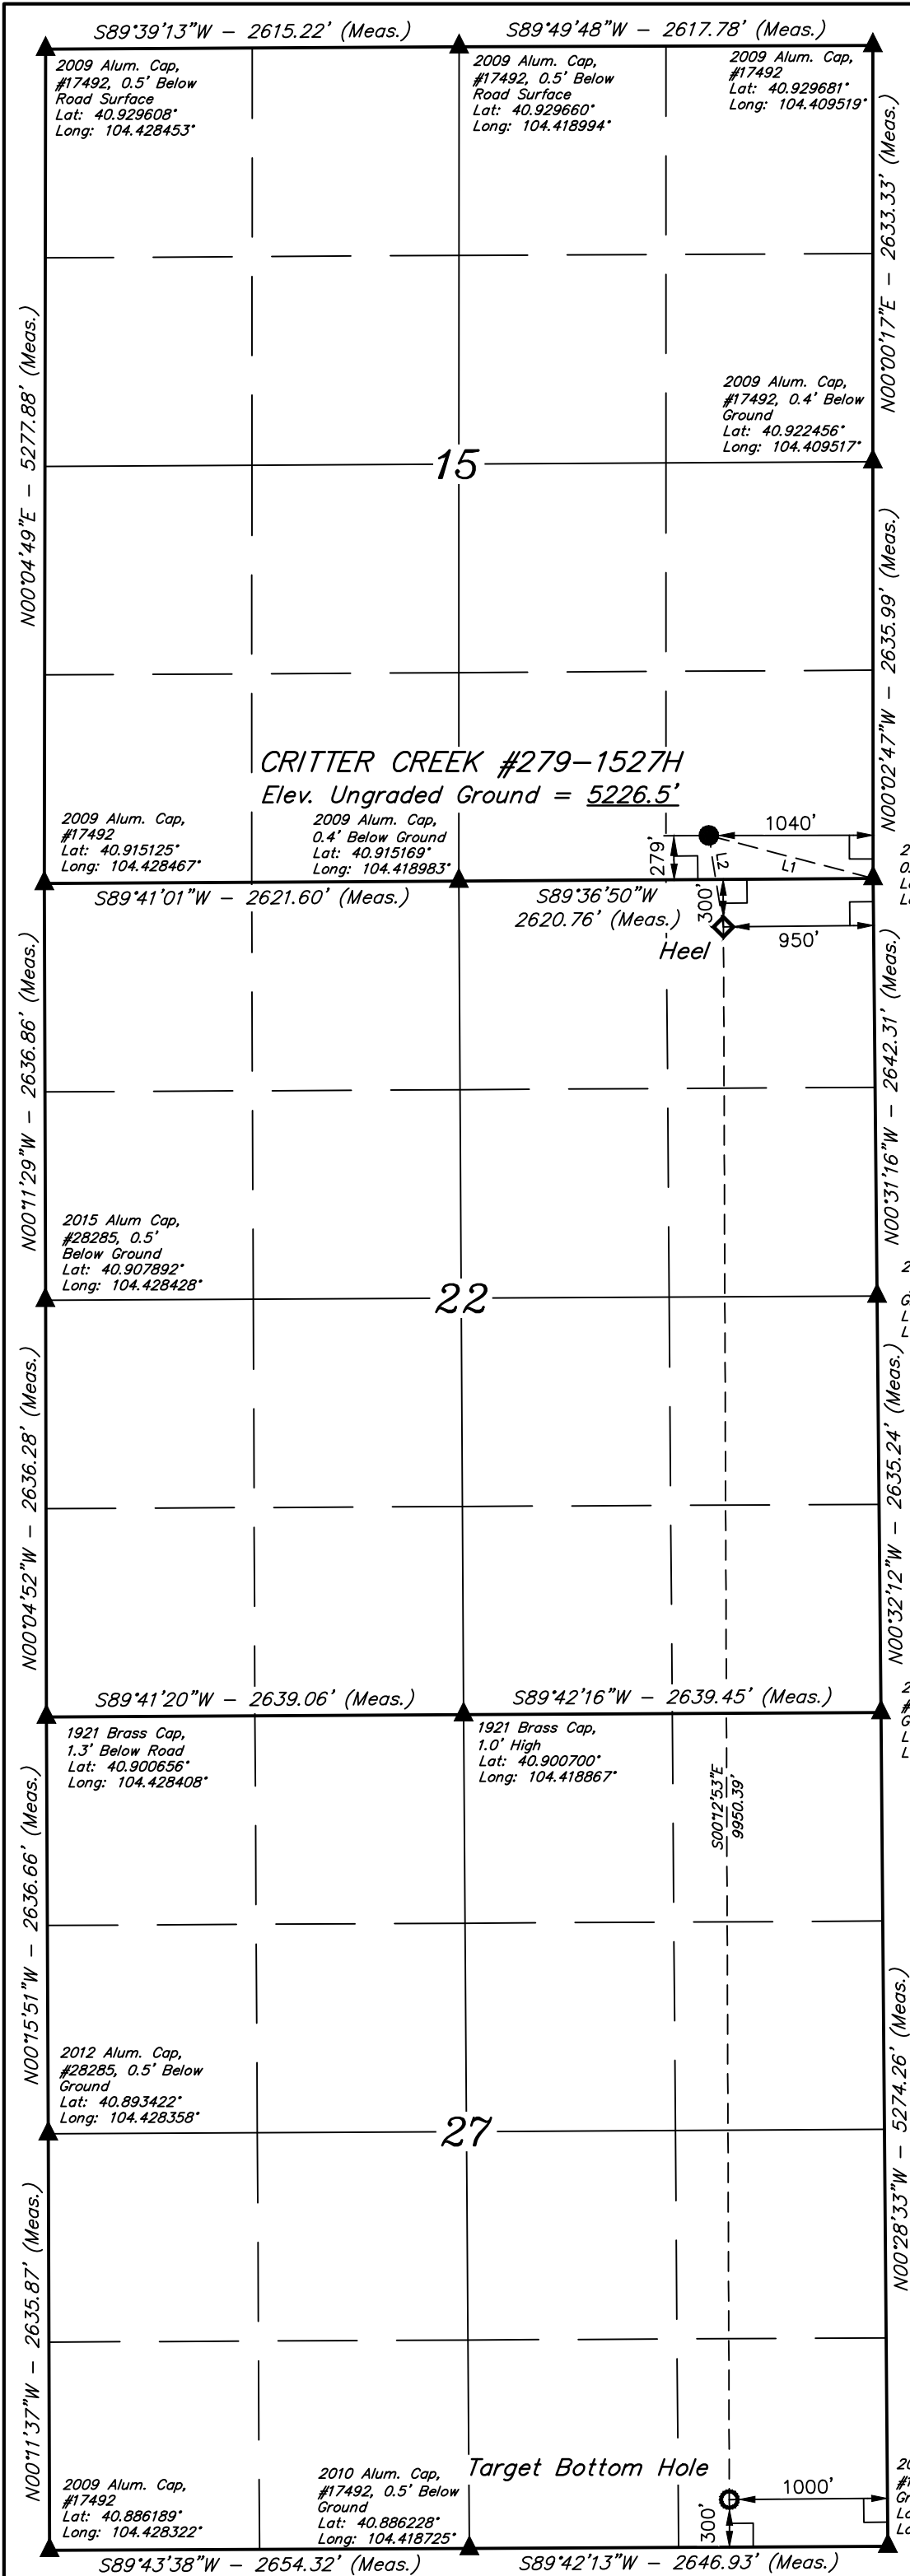 S89°39'13"W - 2615.22' (Meas.)
S89°49'48"W - 2617.78' (Meas.)
2009 Alum. Cap,
#17492, 0.5' Below
Road Surface
Lat: 40.929608°
Long: 104.428453°
2009 Alum. Cap,
#17492, 0.5' Below
Road Surface
Lat: 40.929660°
Long: 104.418994°
2009 Alum. Cap,
#17492
Lat: 40.929681°
Long: 104.409519°
N00°00'17"E - 2633.33' (Meas.)
N00°04'49"E - 5277.88' (Meas.)
2009 Alum. Cap,
#17492, 0.4' Below
Ground
Lat: 40.922456°
Long: 104.409517°
15
N00°02'47"W - 2635.99' (Meas.)
CRITTER CREEK #279-1527H
Elev. Ungraded Ground = 5226.5'
2009 Alum. Cap,
#17492
Lat: 40.915125°
Long: 104.428467°
2009 Alum. Cap,
0.4' Below Ground
Lat: 40.915169°
Long: 104.418983°
1040'
279'
L2
L1
S89°41'01"W - 2621.60' (Meas.)
S89°36'50"W
2620.76' (Meas.)
300'
950'
Heel
N00°11'29"W - 2636.86' (Meas.)
N00°31'16"W - 2642.31' (Meas.)
2015 Alum Cap,
#28285, 0.5'
Below Ground
Lat: 40.907892°
Long: 104.428428°
22
N00°04'52"W - 2636.28' (Meas.)
N00°32'12"W - 2635.24' (Meas.)
S89°41'20"W - 2639.06' (Meas.)
S89°42'16"W - 2639.45' (Meas.)
1921 Brass Cap,
1.3' Below Road
Lat: 40.900656°
Long: 104.428408°
1921 Brass Cap,
1.0' High
Lat: 40.900700°
Long: 104.418867°
S00°12'53"E
9950.39'
N00°15'51"W - 2636.66' (Meas.)
2012 Alum. Cap,
#28285, 0.5' Below
Ground
Lat: 40.893422°
Long: 104.428358°
27
N00°28'33"W - 5274.26' (Meas.)
N00°11'37"W - 2635.87' (Meas.)
2009 Alum. Cap,
#17492
Lat: 40.886189°
Long: 104.428322°
2010 Alum. Cap,
#17492, 0.5' Below
Ground
Lat: 40.886228°
Long: 104.418725°
Target Bottom Hole
1000'
300'
S89°43'38"W - 2654.32' (Meas.)
S89°42'13"W - 2646.93' (Meas.)